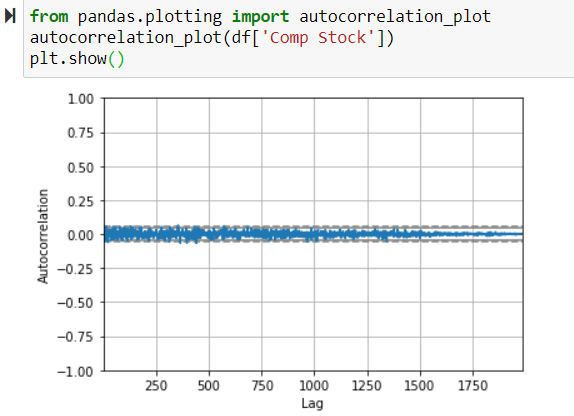 from pandas.plotting import autocorrelation_plot
autocorrelation_plot(df['Comp Stock'])
plt.show()
1.00
0.75
0.50
0.25
0.00
−0.25
−0.50
−0.75
−1.00
Autocorrelation
250 500 750 1000 1250 1500 1750
Lag